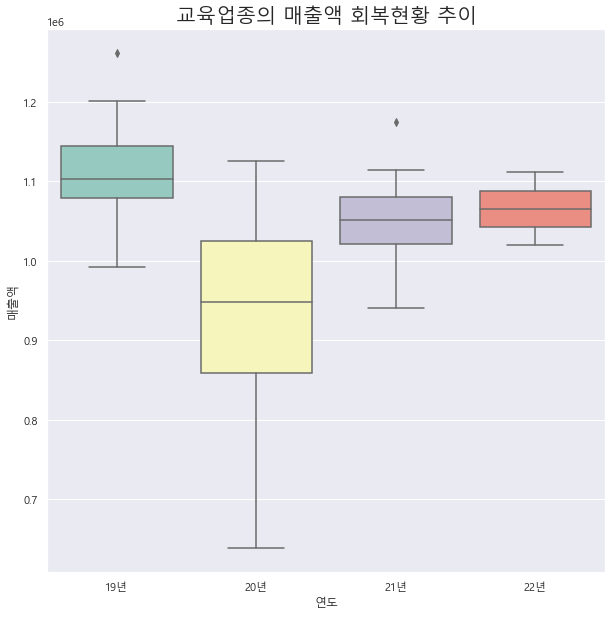 교육업종의 매출액 회복현황 추이
1e6
1.2
1.1
1.0
0.9
0.8
0.7
매출액
19년
20년
21년
22년
연도